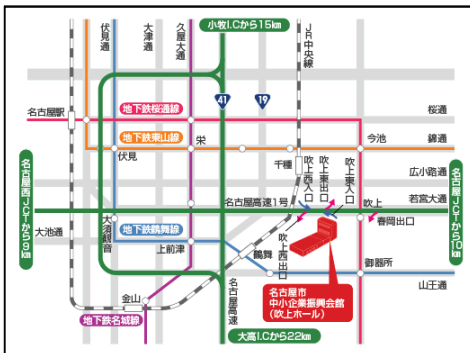 小牧I.Cから15km
伏見通
大津通
久屋大通
JR中央線
41
19
名古屋駅
地下鉄桜通線
桜通
地下鉄東山線
栄
今池
錦通
伏見
千種
広小路通
吹上西入口
吹上東出口
吹上東入口
名古屋西JCTから9km
名古屋高速1号
若宮大通
吹上
春岡出口
名古屋JCTから10km
大須観音
地下鉄鶴舞線
大池通
上前津
鶴舞
吹上西出口
御器所
山王通
金山
名古屋高速
名古屋市
中小企業振興会館
(吹上ホール)
地下鉄名城線
大高I.Cから22km